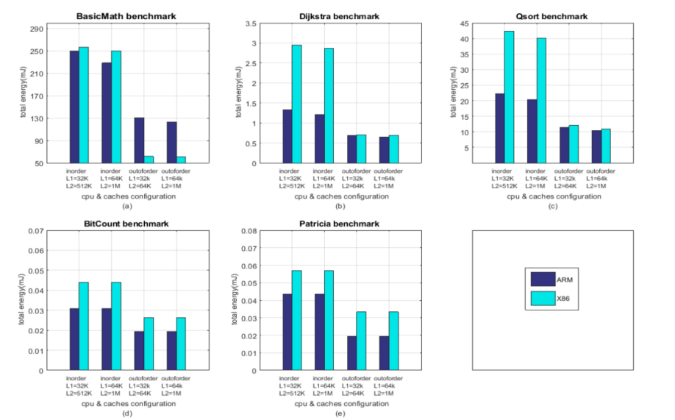 BasicMath benchmark
290
250
210
170
130
90
50
total energy(mJ)
inorder inorder outoforder outoforder
L1=32K L1=64K L1=32k L1=64k
L2=512K L2=1M L2=64K L2=1M
cpu & caches configuration
(a)
Dijkstra benchmark
3.5
3
2.5
2
1.5
1
0.5
0
total energy(mJ)
inorder inorder outoforder outoforder
L1=32K L1=64K L1=32k L1=64k
L2=512K L2=1M L2=64K L2=1M
cpu & caches configuration
(b)
Qsort benchmark
45
40
35
30
25
20
15
10
5
total energy(mJ)
inorder inorder outoforder outoforder
L1=32K L1=64K L1=32k L1=64k
L2=512K L2=1M L2=64K L2=1M
cpu & caches configuration
(c)
BitCount benchmark
0.07
0.06
0.05
0.04
0.03
0.02
0.01
0
total energy(mJ)
inorder inorder outoforder outoforder
L1=32K L1=64K L1=32k L1=64k
L2=512K L2=1M L2=64K L2=1M
cpu & caches configuration
(d)
Patricia benchmark
0.08
0.07
0.06
0.05
0.04
0.03
0.02
0.01
0
total energy(mJ)
inorder inorder outoforder outoforder
L1=32K L1=64K L1=32k L1=64k
L2=512K L2=1M L2=64K L2=1M
cpu & caches configuration
(e)
ARM
X86